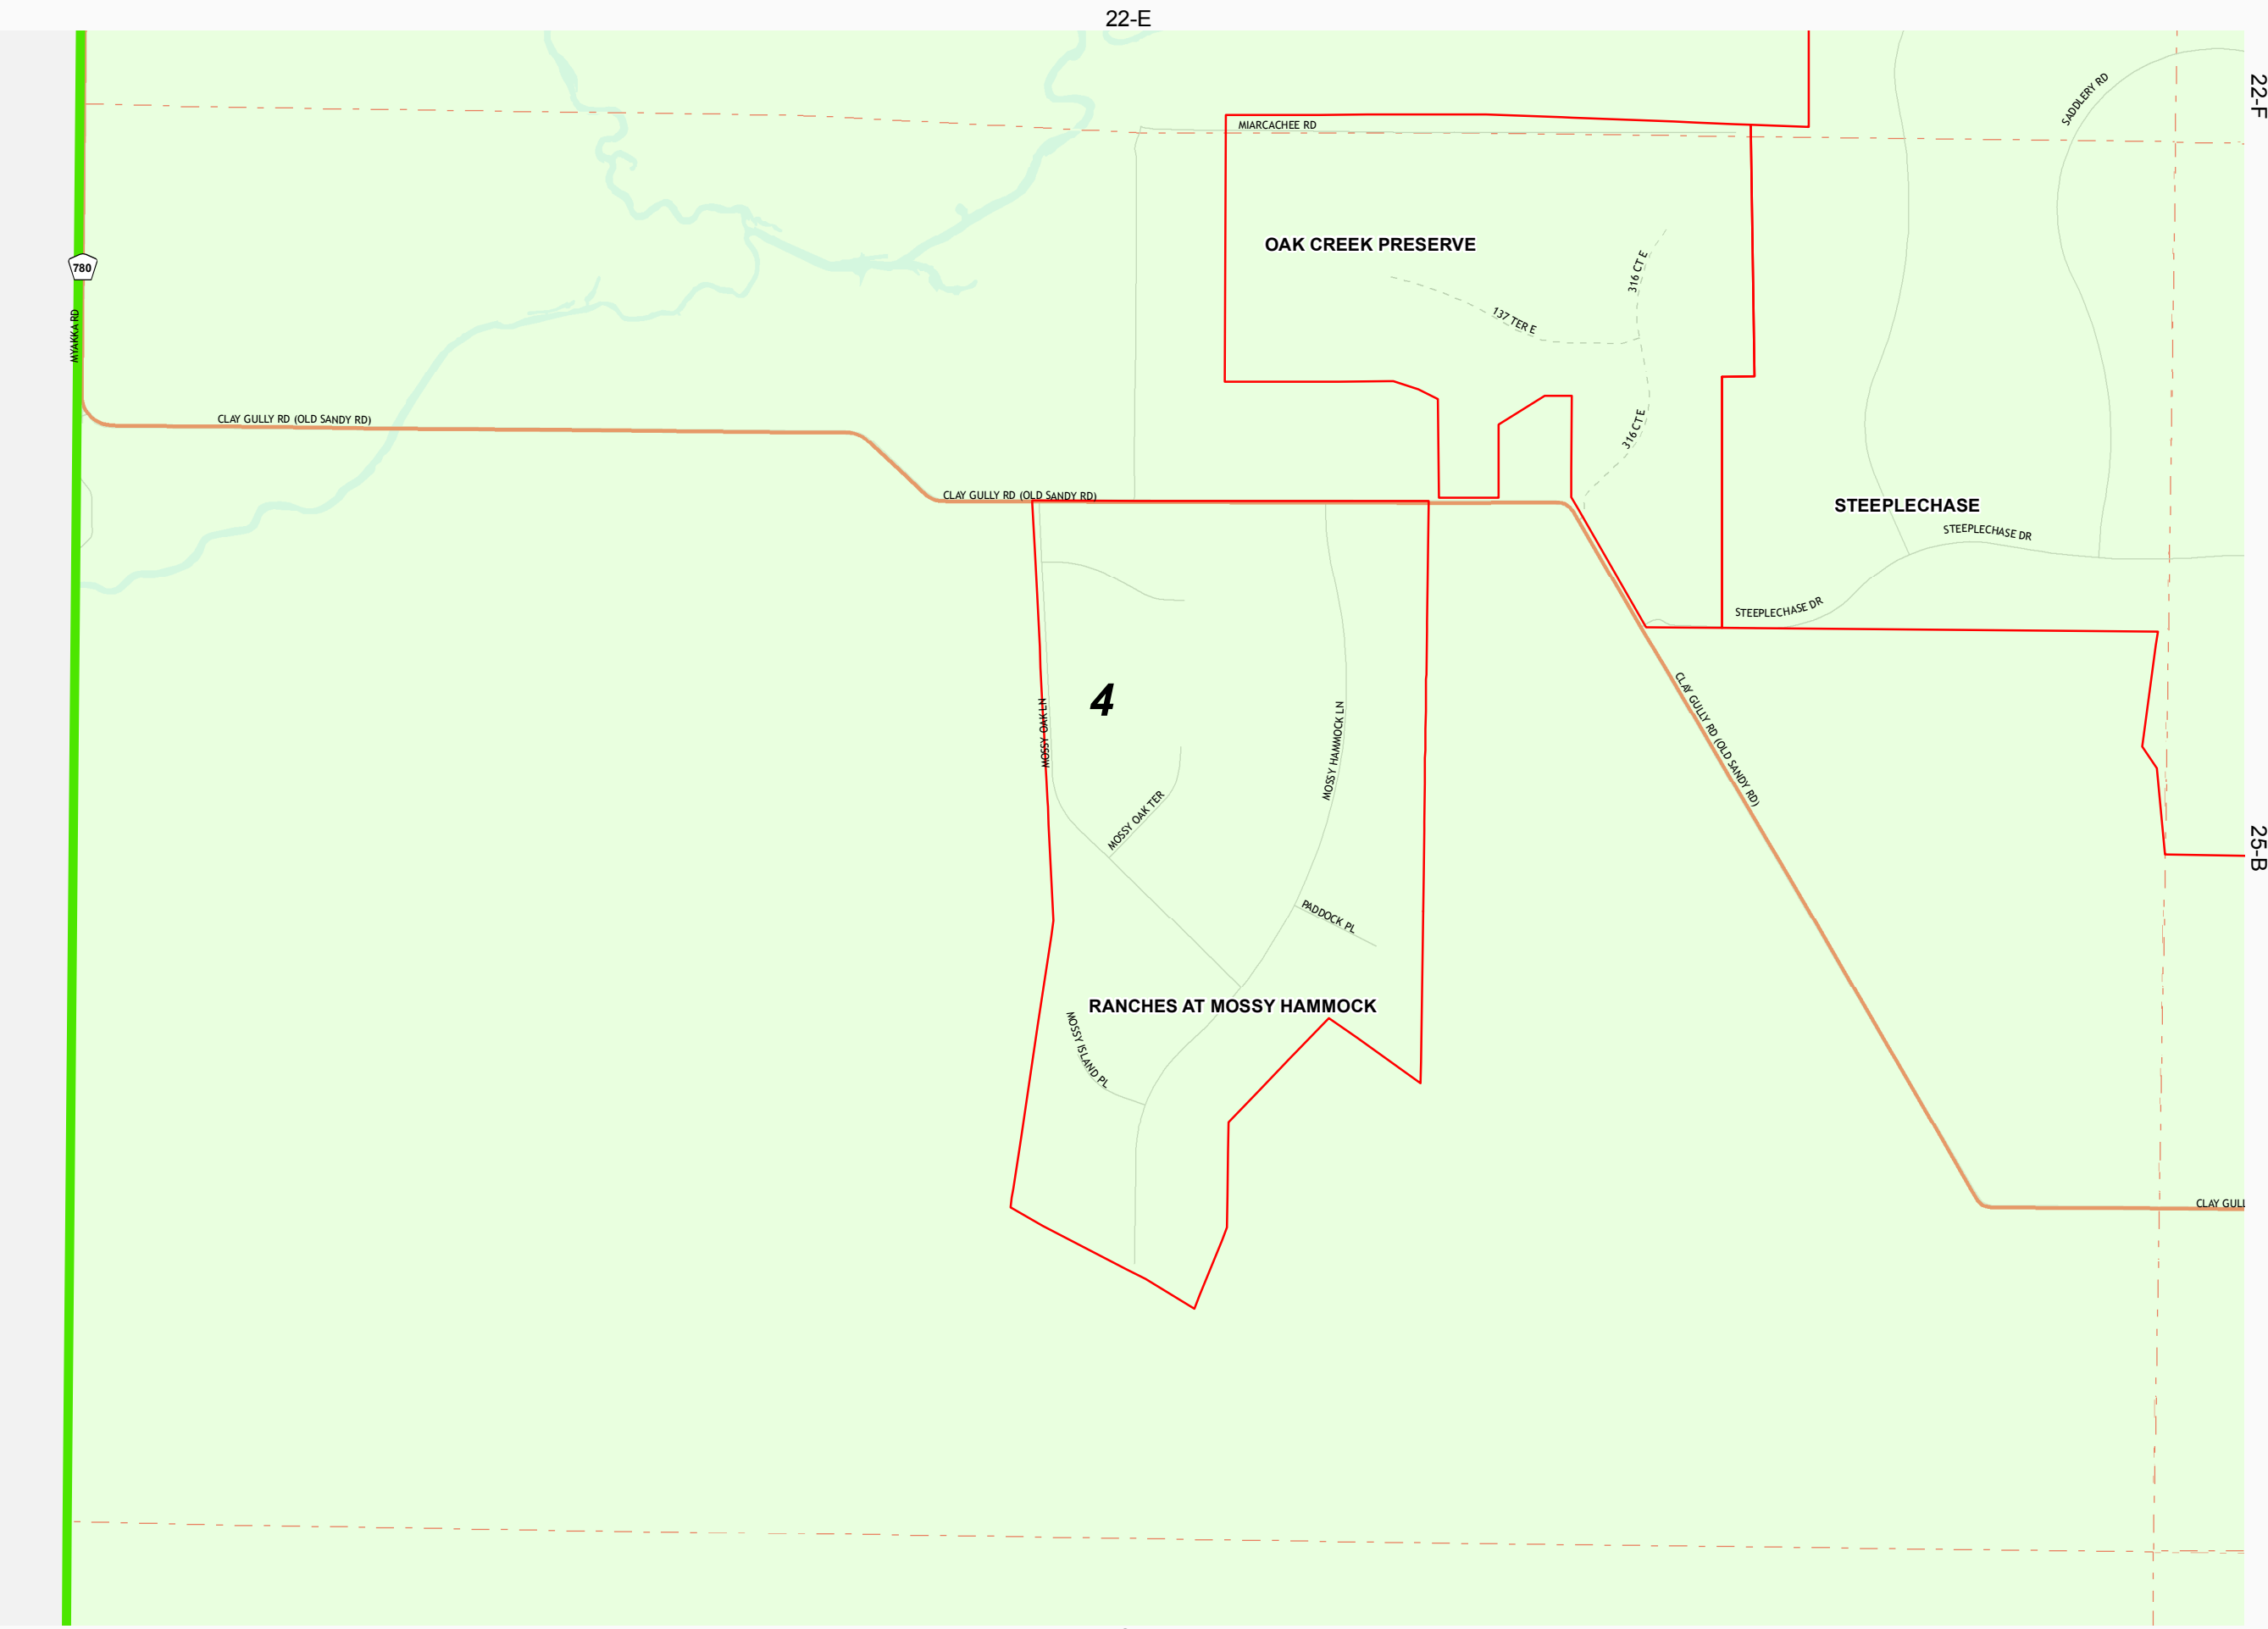 22-E
22-F
SADDLERY RD
MIARCACHEE RD
OAK CREEK PRESERVE
316 CT E
780
137 TER E
MYAKKA RD
CLAY GULLY RD (OLD SANDY RD)
316 CT E
CLAY GULLY RD (OLD SANDY RD)
STEEPLECHASE
STEEPLECHASE DR
STEEPLECHASE DR
4
MOSSY OAK LN
MOSSY HAMMOCK LN
CLAY GULLY RD (OLD SANDY RD)
MOSSY OAK TER
25-B
PADDOCK PL
RANCHES AT MOSSY HAMMOCK
MOSSY ISLAND PL
CLAY GULL